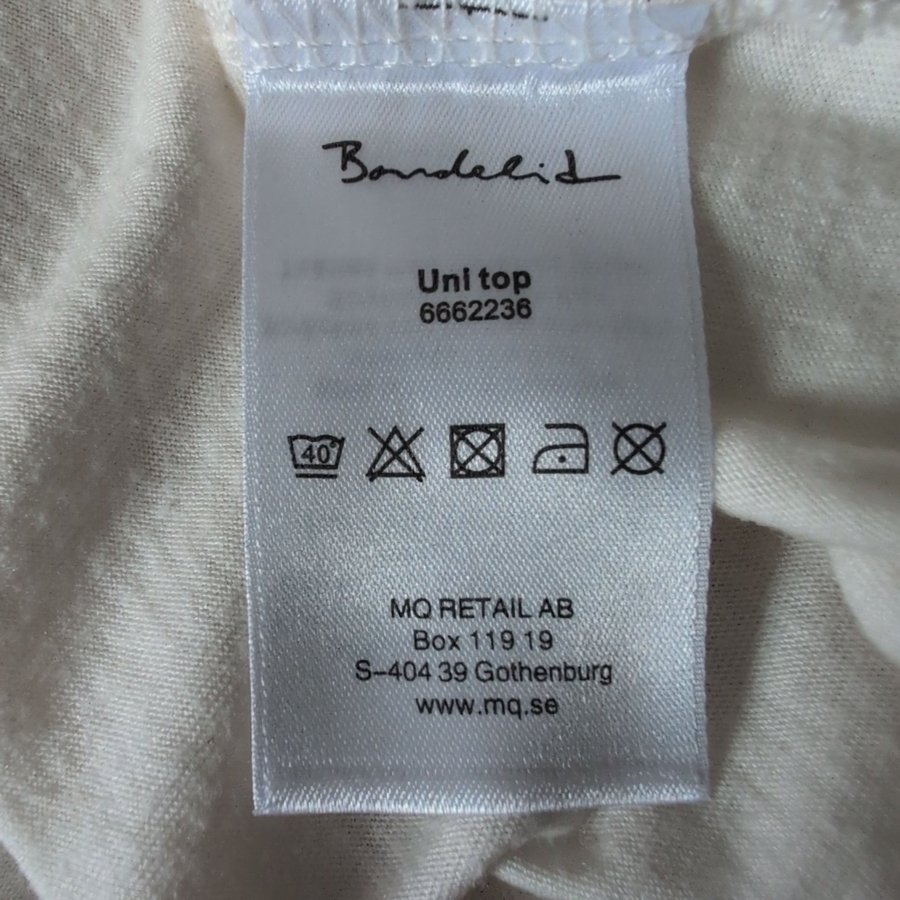 Bondelid
Uni top
6662236
40°
MQ RETAIL AB
Box 119 19
S-404 39 Gothenburg
www.mq.se